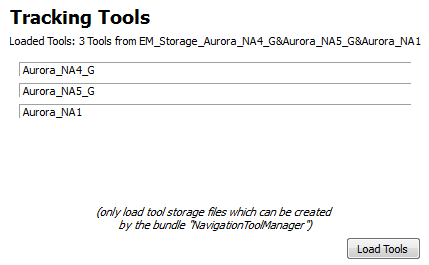 Tracking Tools
Loaded Tools: 3 Tools from EM_Storage_Aurora_NA4_G&Aurora_NA5_G&Aurora_NA1
Aurora_NA4_G
Aurora_NA5_G
Aurora_NA1
(only load tool storage files which can be created
by the bundle "NavigationToolManager")
Load Tools